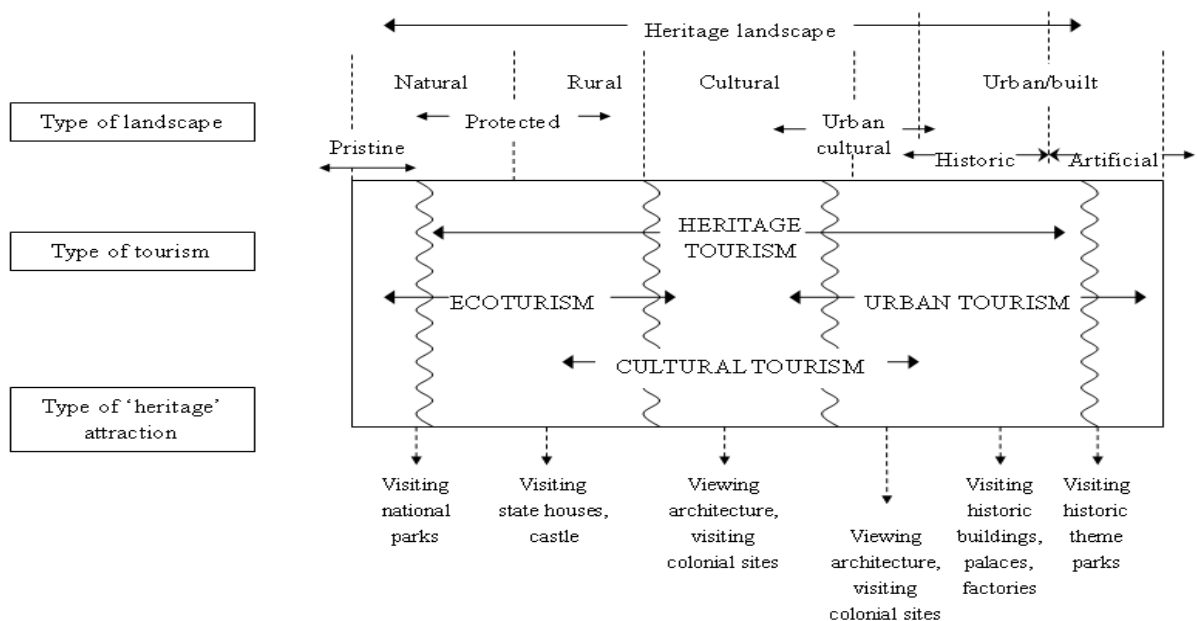 Heritage landscape
Natural
Rural
Cultural
Urban/built
Type of landscape
Protected
Urban
cultural
Pristine
Historic
Artificial
Type of tourism
HERITAGE
TOURISM
ECOTURISM
URBAN TOURISM
CULTURAL TOURISM
Type of ‘heritage’
attraction
Visiting
national
parks
Visiting
state houses,
castle
Viewing
architecture,
visiting
colonial sites
Viewing
architecture,
visiting
colonial sites
Visiting
historic
buildings,
palaces,
factories
Visiting
historic
theme
parks